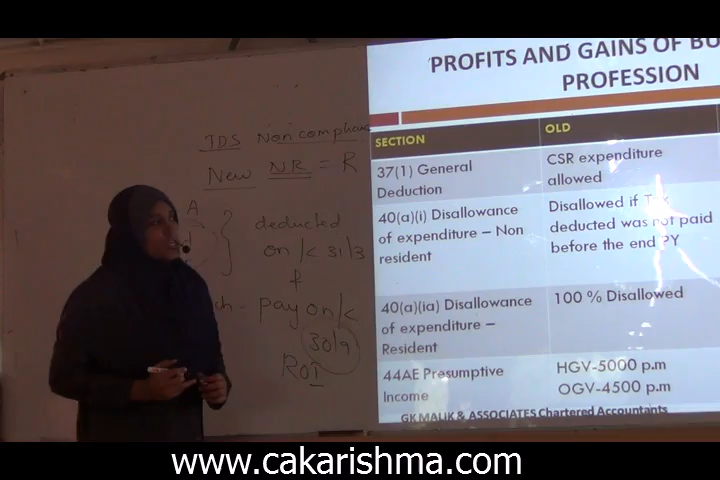 TDS Non complian
New NR = R
A
deducted
on/< 31/3
&
ch - pay on/<
30/9
ROI
PROFITS AND GAINS OF BU
PROFESSION
SECTION OLD
37(1) General Deduction
CSR expenditure allowed
40(a)(i) Disallowance of expenditure – Non resident
Disallowed if Tax deducted was not paid before the end PY
40(a)(ia) Disallowance of expenditure – Resident
100 % Disallowed
44AE Presumptive Income
HGV-5000 p.m
OGV-4500 p.m
GK MALIK & ASSOCIATES Chartered Accountants
www.cakarishma.com